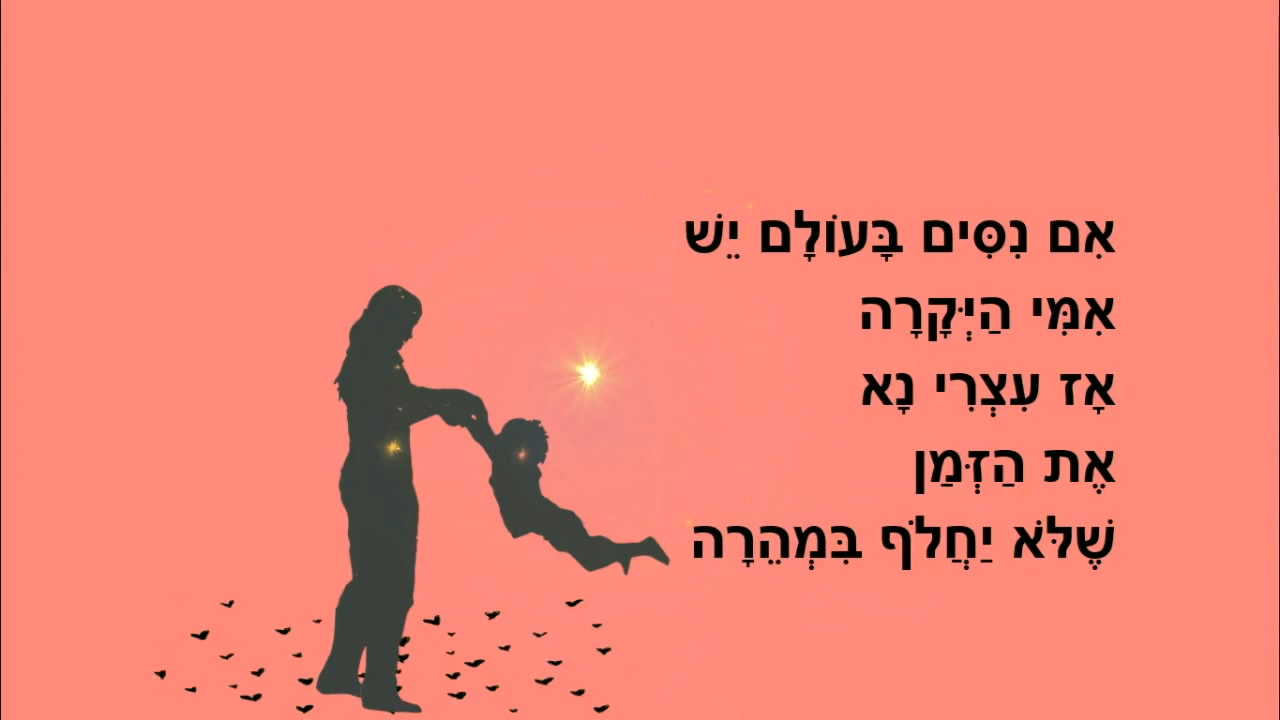 אִם נִסִּים בָּעוֹלָם יֵשׁ
אִמִּי הַיְּקָרָה
אָז עִצְרִי נָא
אֶת הַזְּמַן
שֶׁלֹּא יַחֲלֹף בִּמְהֵרָה